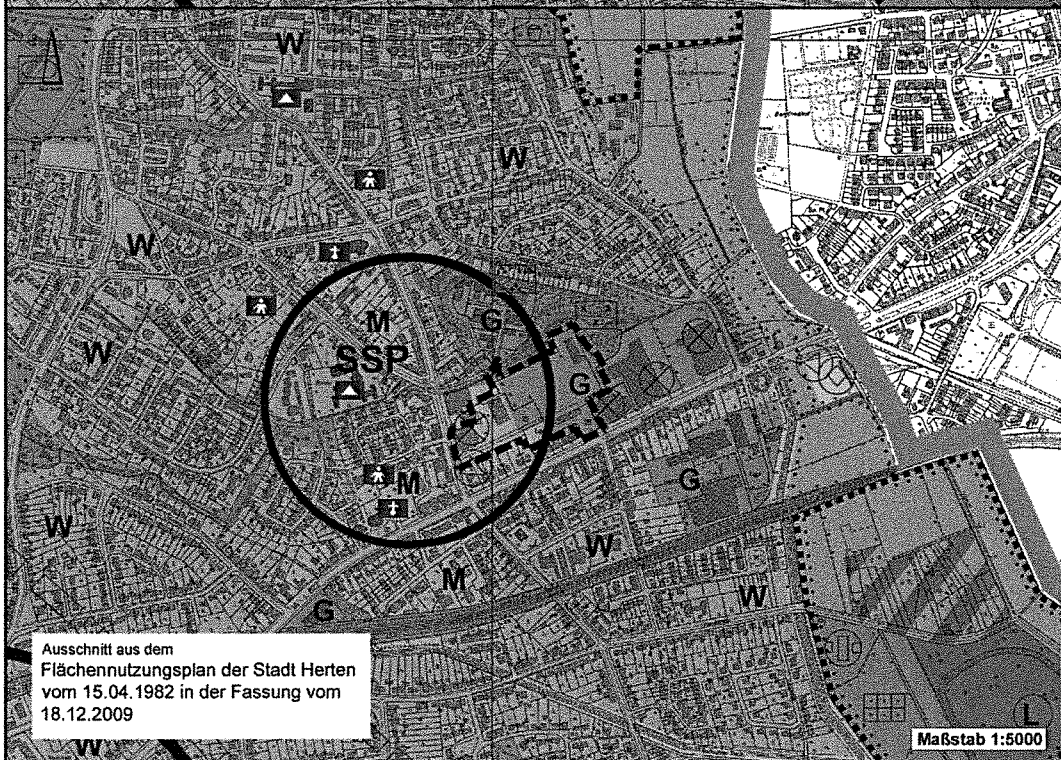 W
W
W
M
SSP
G
G
W
M
G
W
W
M
W
G
Ausschnitt aus dem
Flächennutzungsplan der Stadt Herten
vom 15.04.1982 in der Fassung vom
18.12.2009
W
L
Maßstab 1:5000